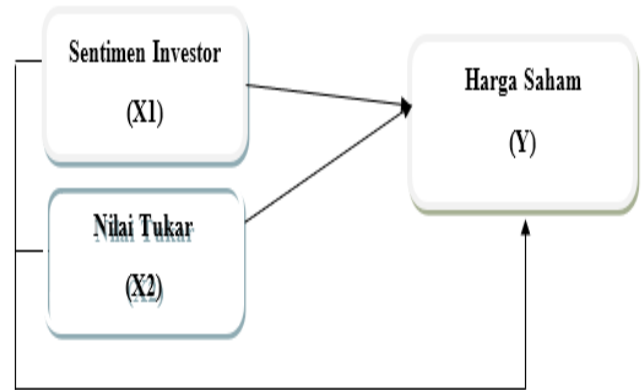 Sentimen Investor
(X1)
Harga Saham
(Y)
Nilai Tukar
(X2)